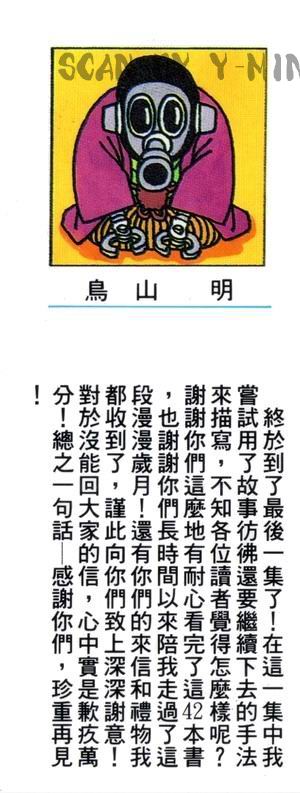 SCAN BY Y-MIN
鳥山 明
終於到了最後一集了!在這一集中我
嘗試用了故事彷彿還要繼續下去的手法
來描寫,不知各位讀者覺得怎麼樣呢?
謝謝你們這麼地有耐心看完了這42本書
,也謝謝你們長時間以來陪我走過了這
段漫漫歲月!還有你們的來信和禮物我
都收到了,謹此向你們致上深深謝意!
對於沒能回大家的信,心中實是歉疚萬
分!總之一句話—感謝你們,珍重再見
!